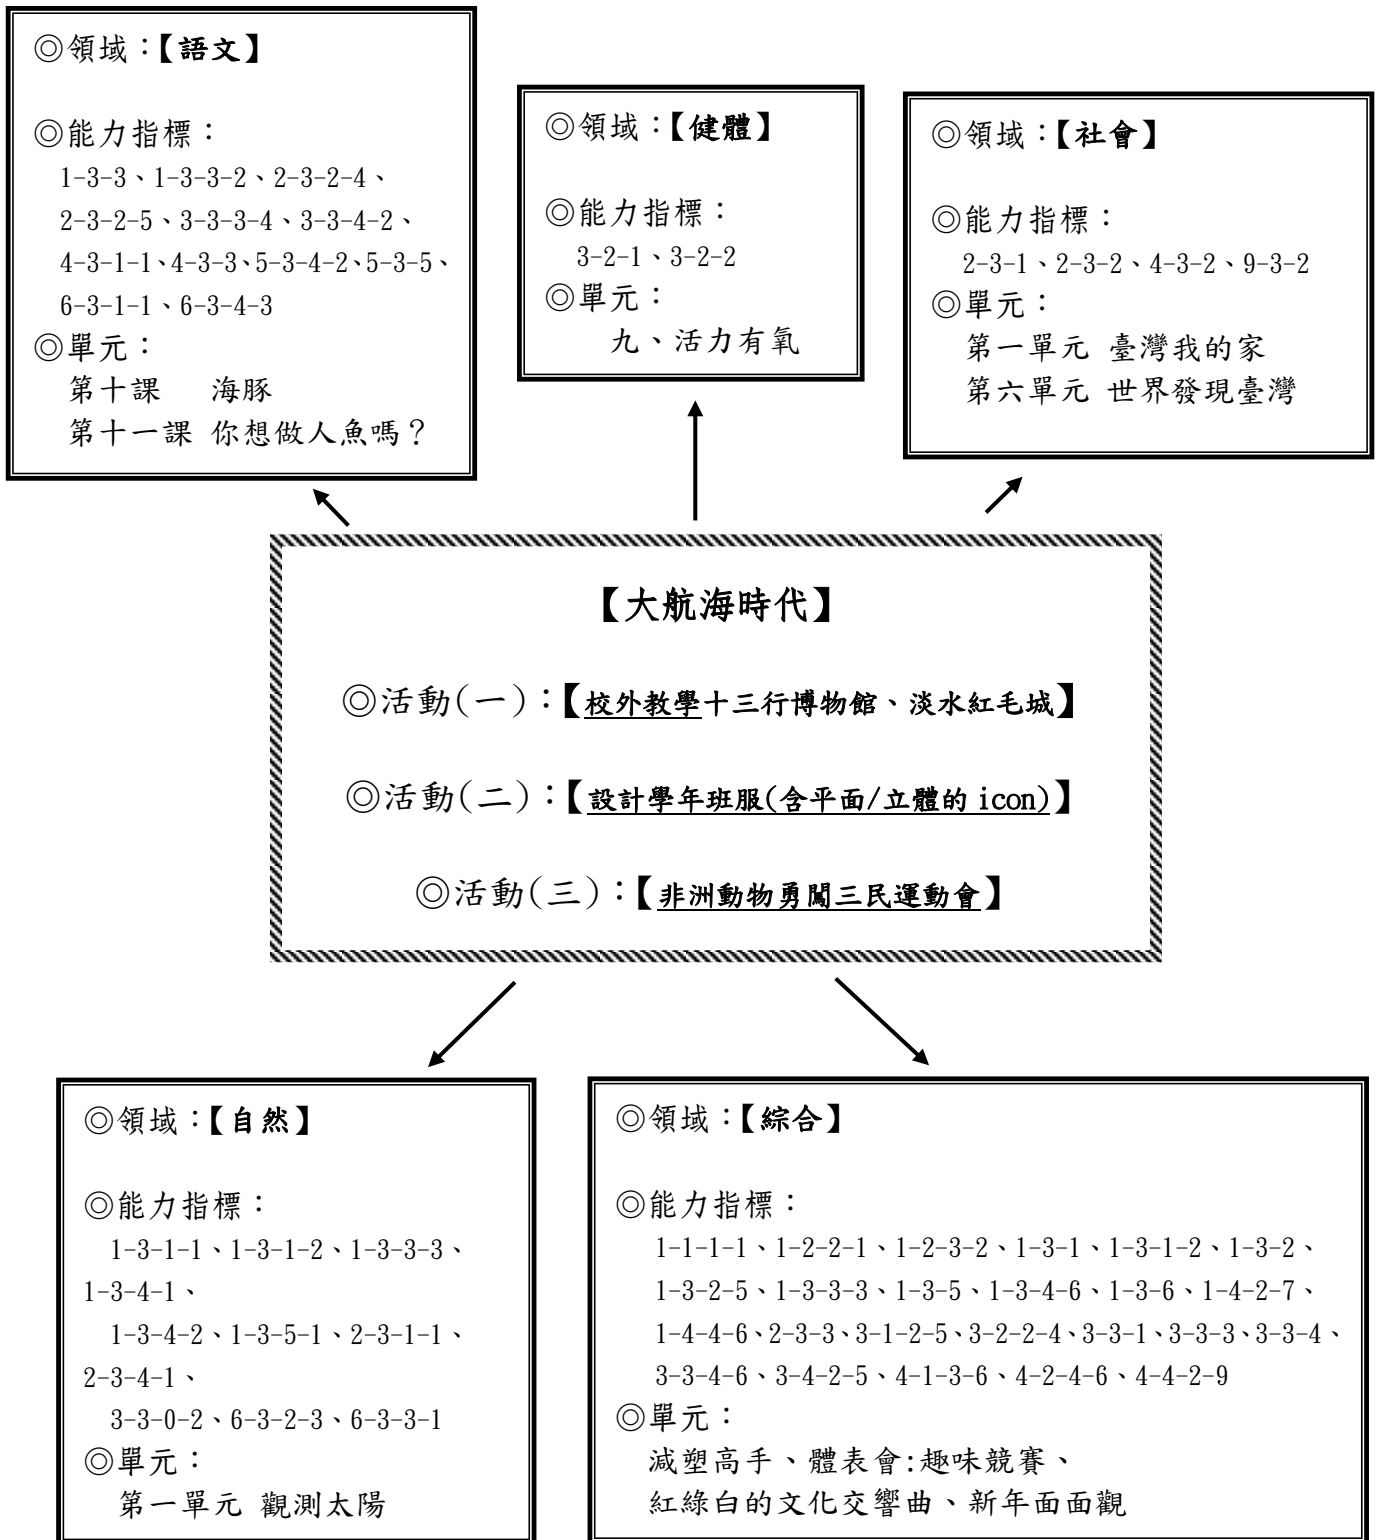 ◎領域：【語文】
◎能力指標：
1-3-3、1-3-3-2、2-3-2-4、
2-3-2-5、3-3-3-4、3-3-4-2、
4-3-1-1、4-3-3、5-3-4-2、5-3-5、
6-3-1-1、6-3-4-3
◎單元：
第十課 海豚
第十一課 你想做人魚嗎？
◎領域：【健體】
◎能力指標：
3-2-1、3-2-2
◎單元：
九、活力有氧
◎領域：【社會】
◎能力指標：
2-3-1、2-3-2、4-3-2、9-3-2
◎單元：
第一單元 臺灣我的家
第六單元 世界發現臺灣
【大航海時代】
◎活動(一)：【校外教學十三行博物館、淡水紅毛城】
◎活動(二)：【設計學年班服(含平面/立體的 icon)】
◎活動(三)：【非洲動物勇闖三民運動會】
◎領域：【自然】
◎能力指標：
1-3-1-1、1-3-1-2、1-3-3-3、
1-3-4-1、
1-3-4-2、1-3-5-1、2-3-1-1、
2-3-4-1、
3-3-0-2、6-3-2-3、6-3-3-1
◎單元：
第一單元 觀測太陽
◎領域：【綜合】
◎能力指標：
1-1-1-1、1-2-2-1、1-2-3-2、1-3-1、1-3-1-2、1-3-2、
1-3-2-5、1-3-3-3、1-3-5、1-3-4-6、1-3-6、1-4-2-7、
1-4-4-6、2-3-3、3-1-2-5、3-2-2-4、3-3-1、3-3-3、3-3-4、
3-3-4-6、3-4-2-5、4-1-3-6、4-2-4-6、4-4-2-9
◎單元：
減塑高手、體表會:趣味競賽、
紅綠白的文化交響曲、新年面面觀